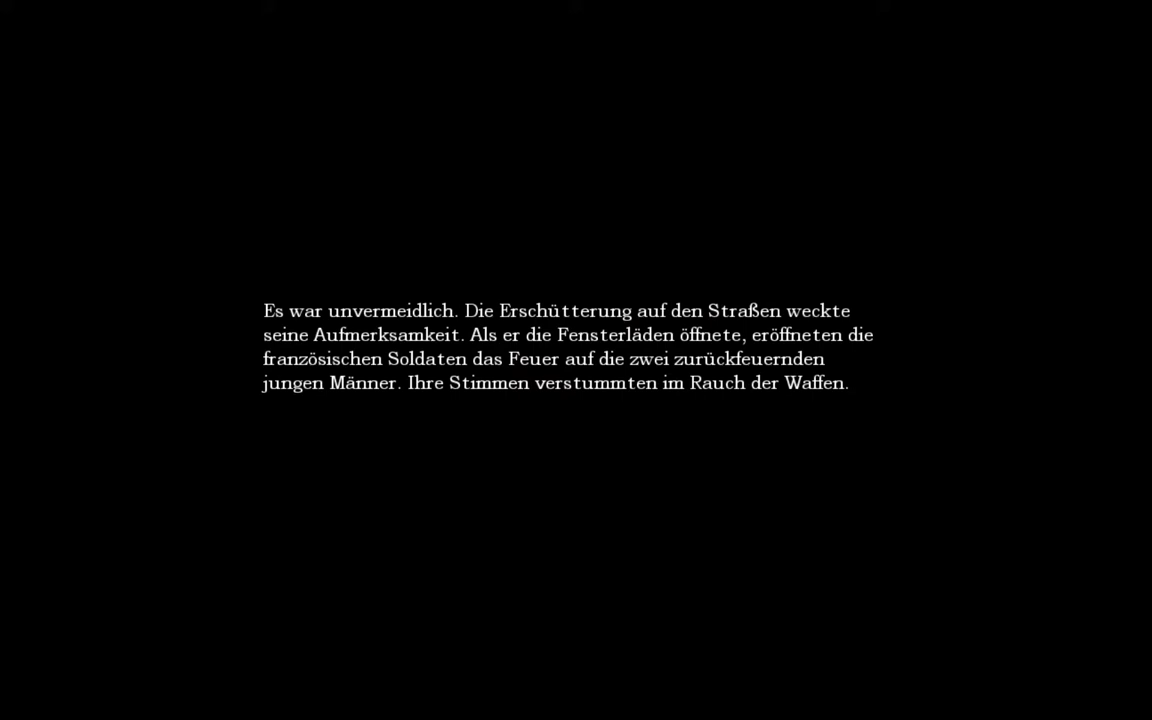 Es war unvermeidlich. Die Erschütterung auf den Straßen weckte
seine Aufmerksamkeit. Als er die Fensterläden öffnete, eröffneten die
französischen Soldaten das Feuer auf die zwei zurückfeuernden
jungen Männer. Ihre Stimmen verstummten im Rauch der Waffen.